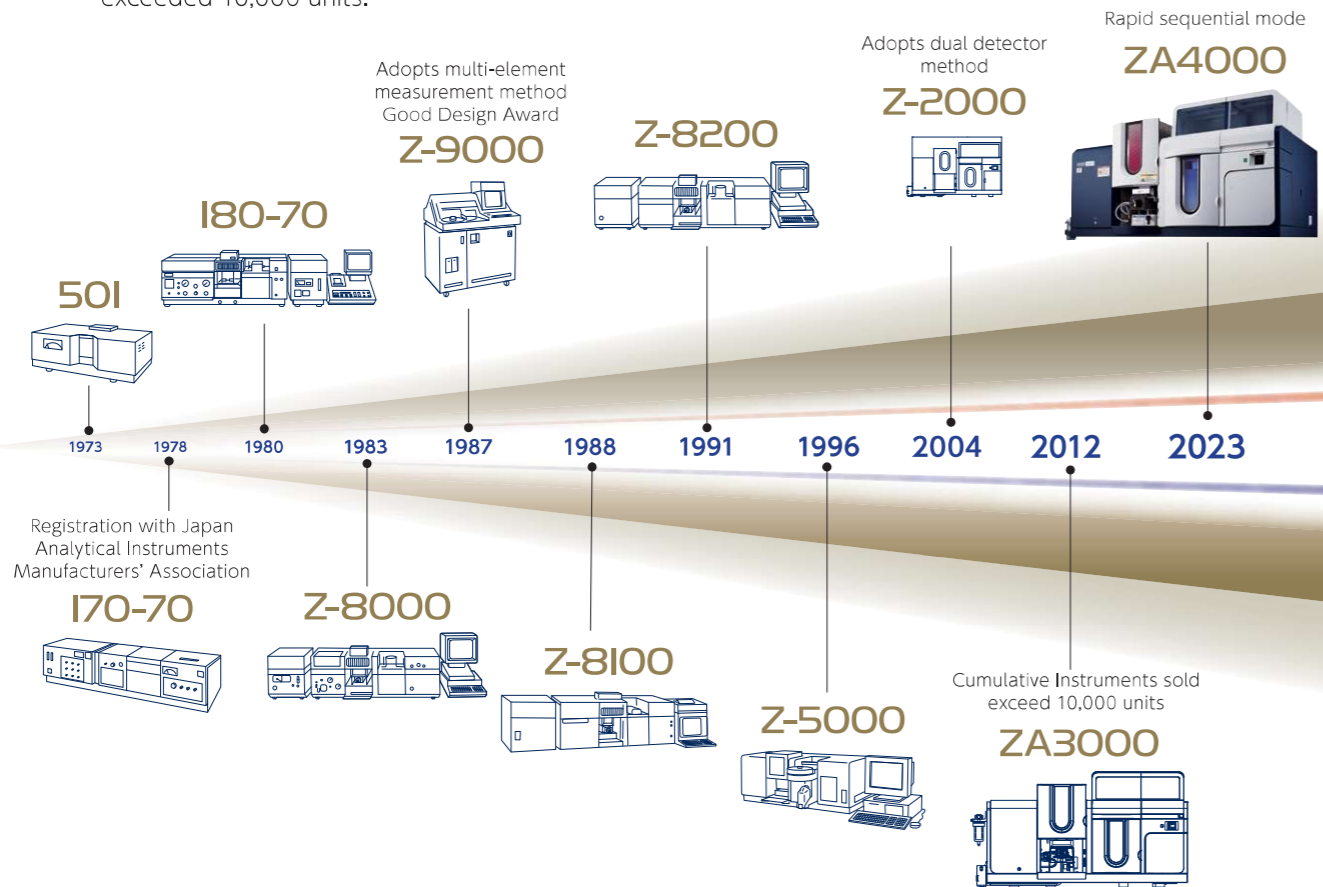 exceeded 10,000 units.
Rapid sequential mode
ZA4000
Adopts dual detector
method
Z-2000
Adopts multi-element
measurement method
Good Design Award
Z-9000
Z-8200
180-70
501
1973
1978
1980
1983
1987
1988
1991
1996
2004
2012
2023
Registration with Japan
Analytical Instruments
Manufacturers' Association
170-70
Z-8000
Z-8100
Z-5000
Cumulative Instruments sold
exceed 10,000 units
ZA3000